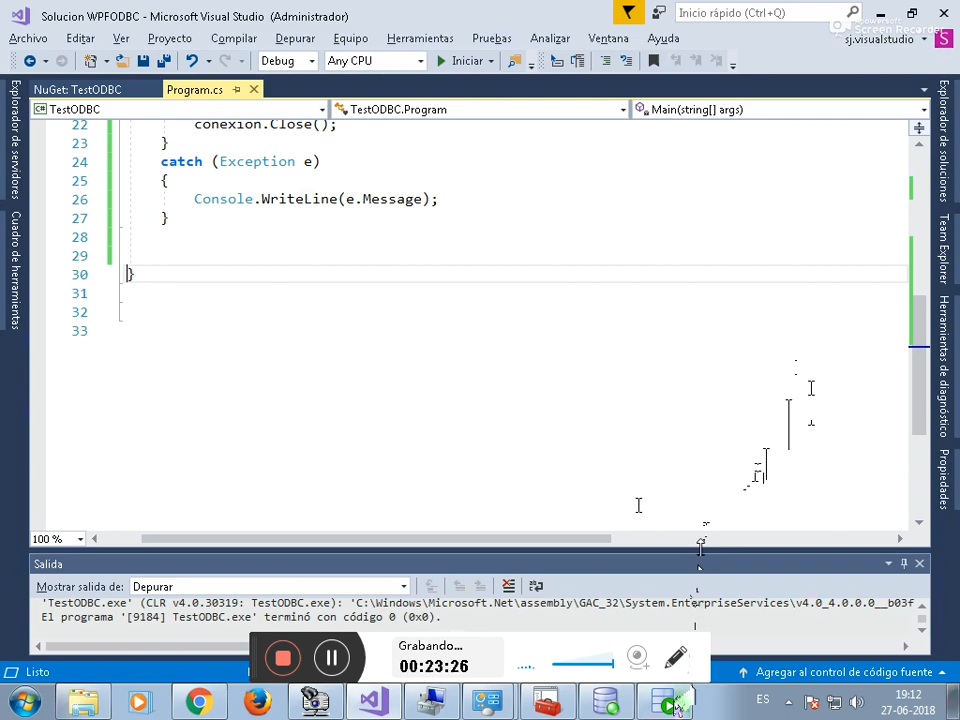 Solucion WPFODBC - Microsoft Visual Studio (Administrador)
Inicio rápido (Ctrl+Q)
Screen Recorder
Archivo Editar Ver Proyecto Compilar Depurar Equipo Herramientas Pruebas Analizar Ventana Ayuda
sj.visualstudio S
Debug Any CPU Iniciar
Explorador de servidores
Cuadro de herramientas
NuGet: TestODBC Program.cs
TestODBC TestODBC.Program Main(string[] args)
22 conexion.Close();
23 }
24 catch (Exception e)
25 {
26 Console.WriteLine(e.Message);
27 }
28
29
30 }
31
32
33
100 %
Explorador de soluciones
Team Explorer
Herramientas de diagnóstico
Propiedades
Salida
Mostrar salida de: Depurar
'TestODBC.exe' (CLR v4.0.30319: TestODBC.exe): 'C:\Windows\Microsoft.Net\assembly\GAC_32\System.EnterpriseServices\v4.0_4.0.0.0__b03f
El programa '[9184] TestODBC.exe' terminó con código 0 (0x0).
Grabando...
00:23:26
Listo
Agregar al control de código fuente
ES
19:12
27-06-2018